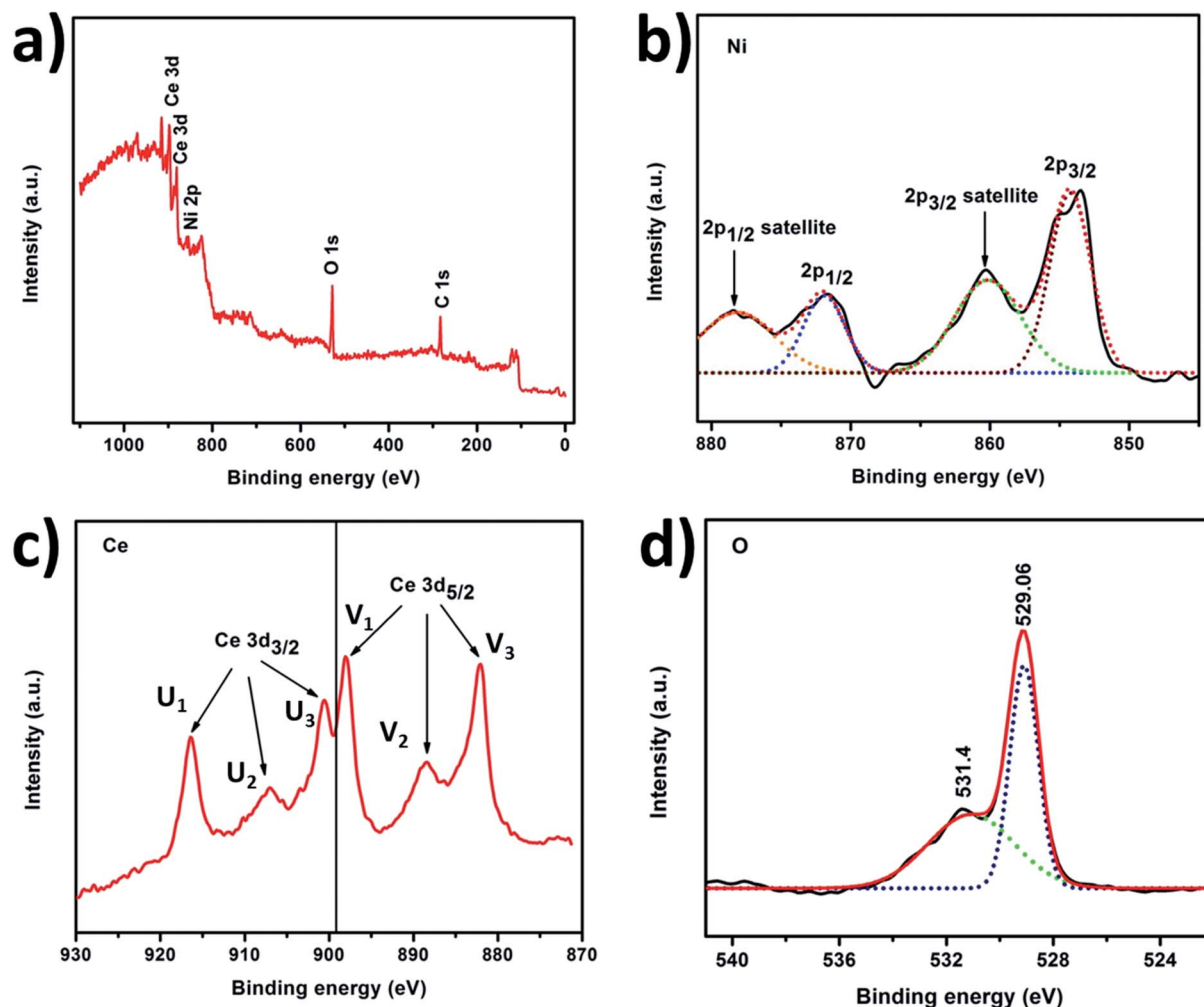 a)
Intensity (a.u.)
Ce 3d
Ce 3d
Ni 2p
O 1s
C 1s
1000 800 600 400 200 0
Binding energy (eV)
b)
Ni
Intensity (a.u.)
2p1/2 satellite
2p1/2
2p3/2 satellite
2p3/2
880 870 860 850
Binding energy (eV)
c)
Ce
Intensity (a.u.)
Ce 3d3/2
Ce 3d5/2
U1
U2
U3
V1
V2
V3
930 920 910 900 890 880 870
Binding energy (eV)
d)
O
Intensity (a.u.)
531.4
529.06
540 536 532 528 524
Binding energy (eV)